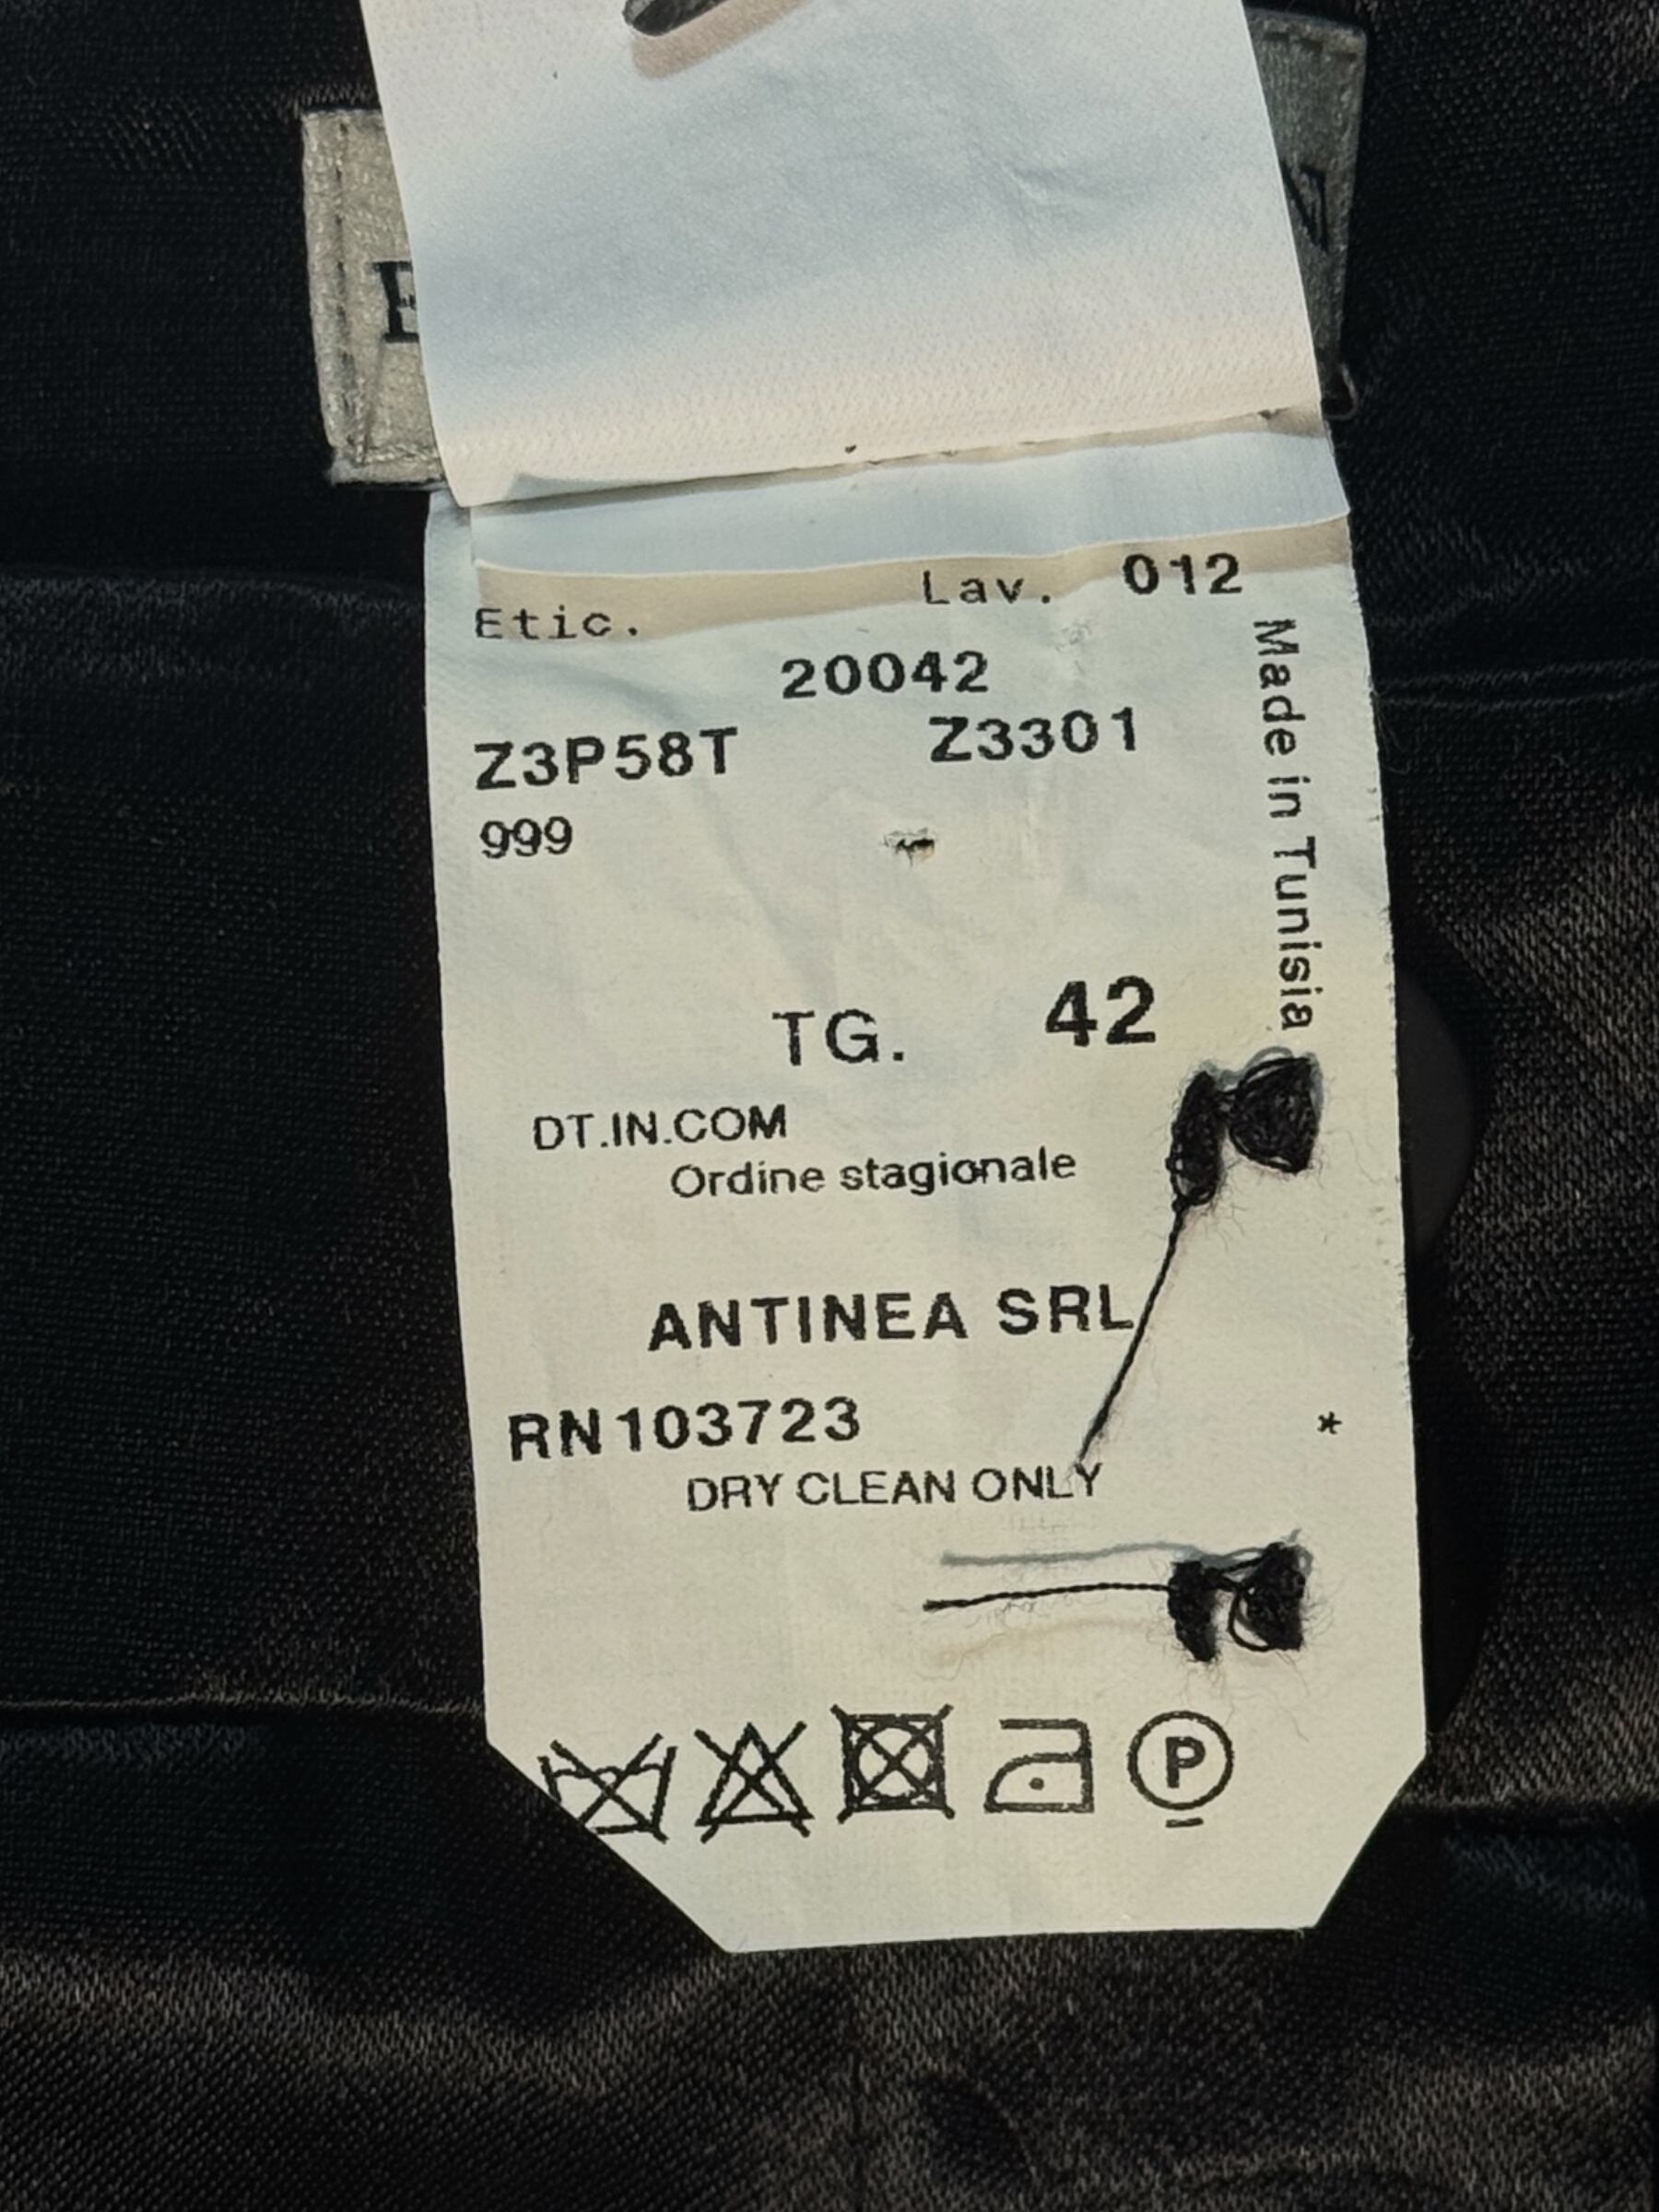 Lav. 012
Etic.
20042
Z3P58T Z3301
999
Made in Tunisia
TG. 42
DT.IN.COM
Ordine stagionale
ANTINEA SRL
RN103723 *
DRY CLEAN ONLY
P